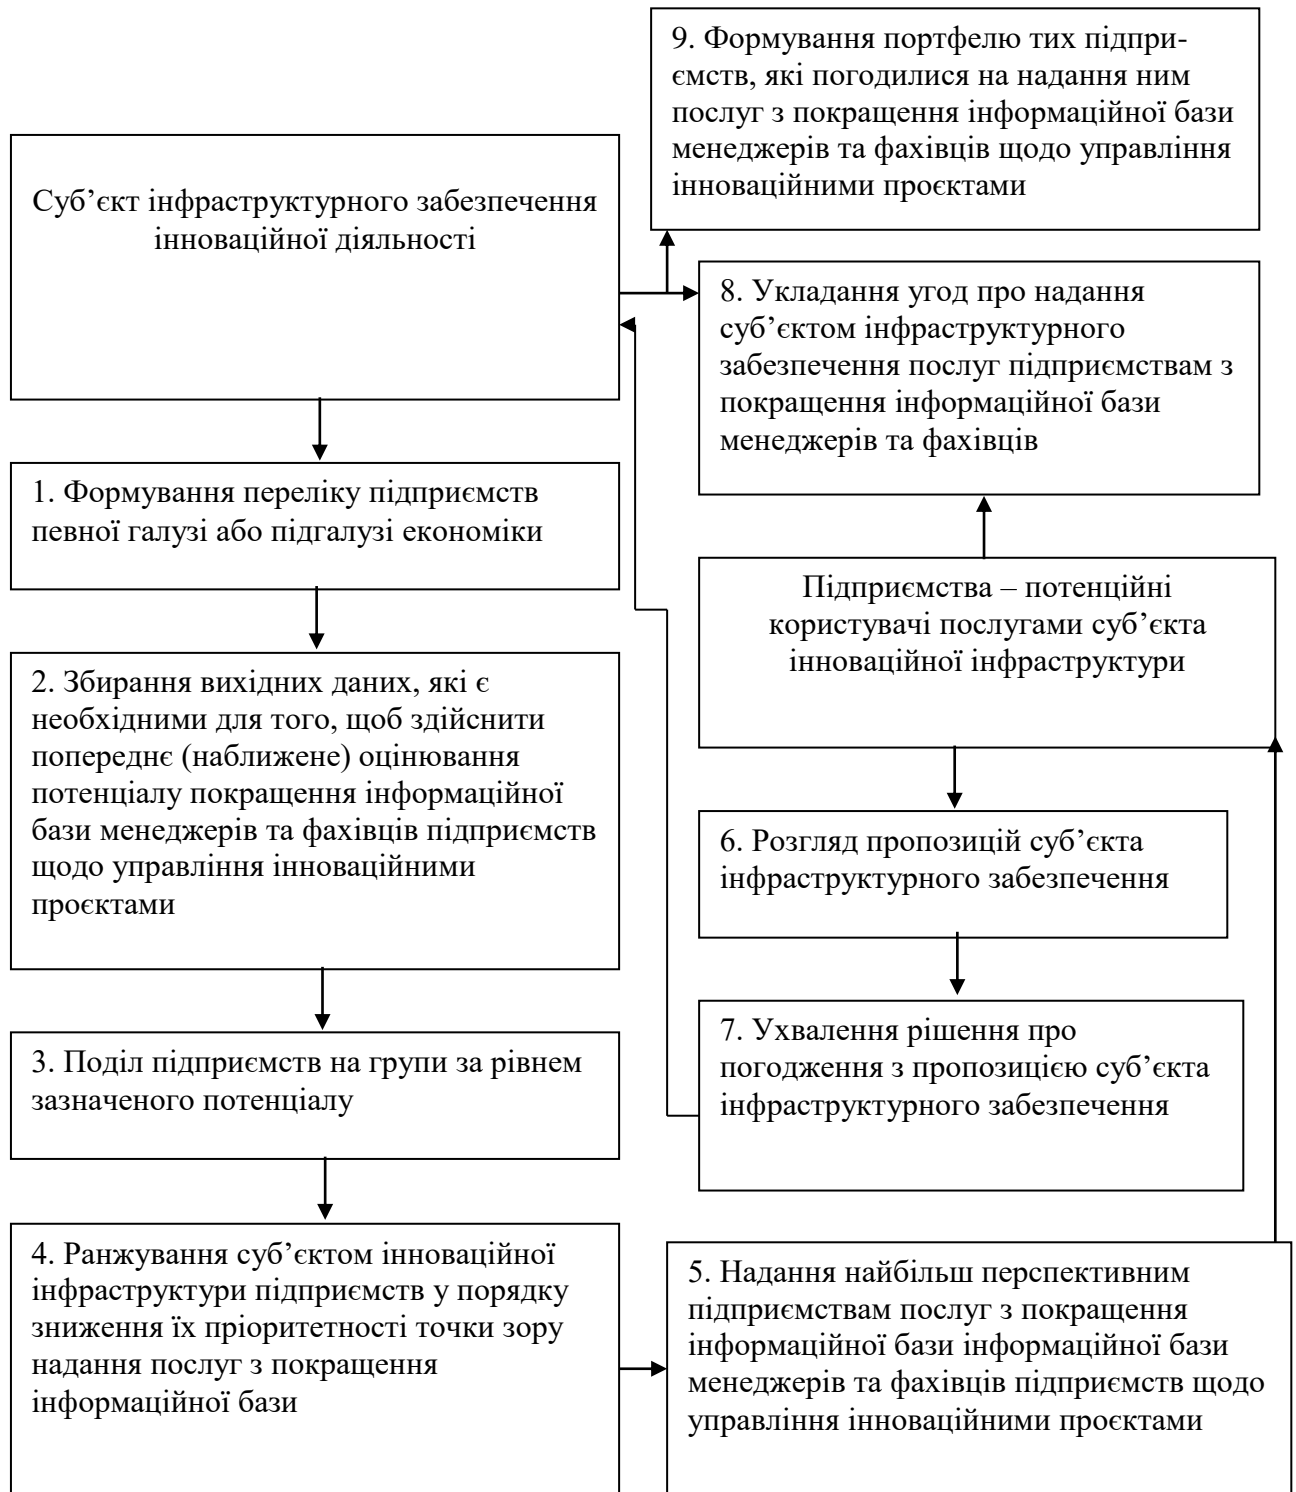 9. Формування портфелю тих підпри-
ємств, які погодилися на надання ним
послуг з покращення інформаційної бази
менеджерів та фахівців щодо управління
інноваційними проєктами
Суб’єкт інфраструктурного забезпечення
інноваційної діяльності
8. Укладання угод про надання
суб’єктом інфраструктурного
забезпечення послуг підприємствам з
покращення інформаційної бази
менеджерів та фахівців
1. Формування переліку підприємств
певної галузі або підгалузі економіки
Підприємства – потенційні
користувачі послугами суб’єкта
інноваційної інфраструктури
2. Збирання вихідних даних, які є
необхідними для того, щоб здійснити
попереднє (наближене) оцінювання
потенціалу покращення інформаційної
бази менеджерів та фахівців підприємств
щодо управління інноваційними
проєктами
6. Розгляд пропозицій суб’єкта
інфраструктурного забезпечення
7. Ухвалення рішення про
погодження з пропозицією суб’єкта
інфраструктурного забезпечення
3. Поділ підприємств на групи за рівнем
зазначеного потенціалу
4. Ранжування суб’єктом інноваційної
інфраструктури підприємств у порядку
зниження їх пріоритетності точки зору
надання послуг з покращення
інформаційної бази
5. Надання найбільш перспективним
підприємствам послуг з покращення
інформаційної бази інформаційної бази
менеджерів та фахівців підприємств щодо
управління інноваційними проєктами